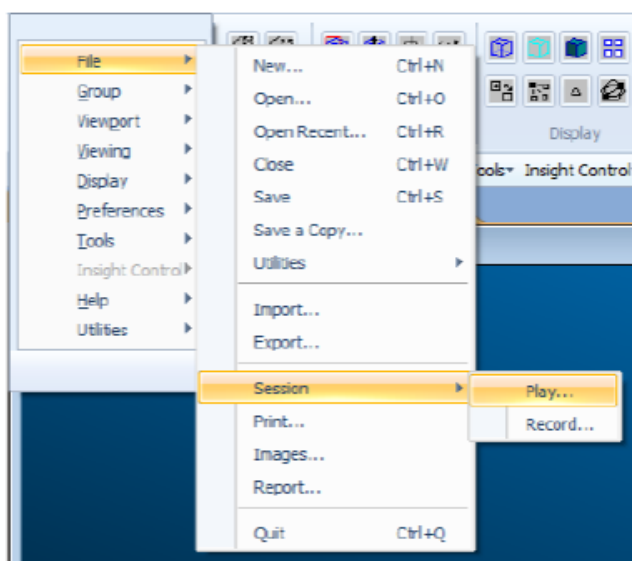 File
Group
Viewport
Viewing
Display
Preferences
Tools
Insight Control
Help
Utilities
New... Ctrl+N
Open... Ctrl+O
Open Recent... Ctrl+R
Close Ctrl+W
Save Ctrl+S
Save a Copy...
Utilities
Import...
Export...
Session
Print...
Images...
Report...
Quit Ctrl+Q
Play...
Record...
Display
ools Insight Control